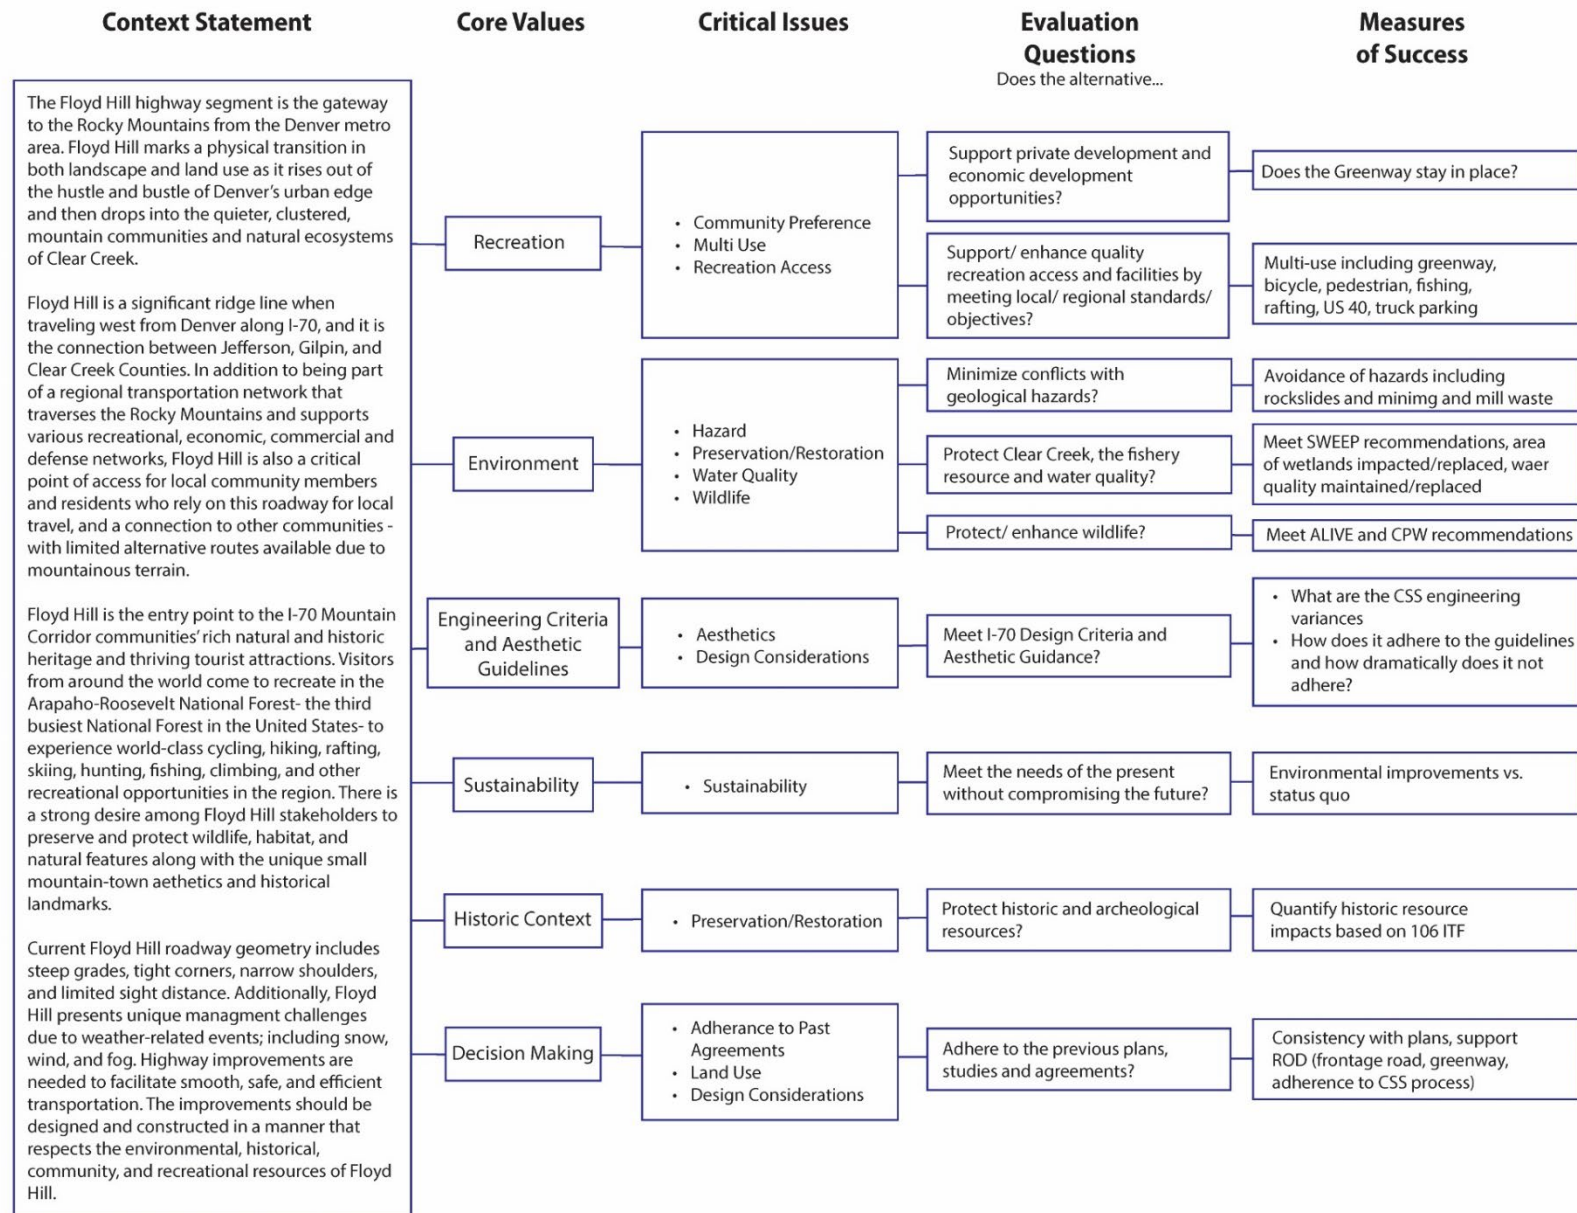 Context Statement
Core Values
Critical Issues
Evaluation
Questions
Does the alternative...
Measures
of Success
The Floyd Hill highway segment is the gateway
to the Rocky Mountains from the Denver metro
area. Floyd Hill marks a physical transition in
both landscape and land use as it rises out of
the hustle and bustle of Denver's urban edge
and then drops into the quieter, clustered,
mountain communities and natural ecosystems
of Clear Creek.
Floyd Hill is a significant ridge line when
traveling west from Denver along I-70, and it is
the connection between Jefferson, Gilpin, and
Clear Creek Counties. In addition to being part
of a regional transportation network that
traverses the Rocky Mountains and supports
various recreational, economic, commercial and
defense networks, Floyd Hill is also a critical
point of access for local community members
and residents who rely on this roadway for local
travel, and a connection to other communities -
with limited alternative routes available due to
mountainous terrain.
Floyd Hill is the entry point to the I-70 Mountain
Corridor communities' rich natural and historic
heritage and thriving tourist attractions. Visitors
from around the world come to recreate in the
Arapaho-Roosevelt National Forest- the third
busiest National Forest in the United States- to
experience world-class cycling, hiking, rafting,
skiing, hunting, fishing, climbing, and other
recreational opportunities in the region. There is
a strong desire among Floyd Hill stakeholders to
preserve and protect wildlife, habitat, and
natural features along with the unique small
mountain-town aethetics and historical
landmarks.
Current Floyd Hill roadway geometry includes
steep grades, tight corners, narrow shoulders,
and limited sight distance. Additionally, Floyd
Hill presents unique managment challenges
due to weather-related events; including snow,
wind, and fog. Highway improvements are
needed to facilitate smooth, safe, and efficient
transportation. The improvements should be
designed and constructed in a manner that
respects the environmental, historical,
community, and recreational resources of Floyd
Hill.
Recreation
• Community Preference
• Multi Use
• Recreation Access
Support private development and
economic development
opportunities?
Does the Greenway stay in place?
Support/ enhance quality
recreation access and facilities by
meeting local/ regional standards/
objectives?
Multi-use including greenway,
bicycle, pedestrian, fishing,
rafting, US 40, truck parking
Environment
• Hazard
• Preservation/Restoration
• Water Quality
• Wildlife
Minimize conflicts with
geological hazards?
Avoidance of hazards including
rockslides and minimg and mill waste
Protect Clear Creek, the fishery
resource and water quality?
Meet SWEEP recommendations, area
of wetlands impacted/replaced, waer
quality maintained/replaced
Protect/ enhance wildlife?
Meet ALIVE and CPW recommendations
Engineering Criteria
and Aesthetic
Guidelines
• Aesthetics
• Design Considerations
Meet I-70 Design Criteria and
Aesthetic Guidance?
• What are the CSS engineering
variances
• How does it adhere to the guidelines
and how dramatically does it not
adhere?
Sustainability
• Sustainability
Meet the needs of the present
without compromising the future?
Environmental improvements vs.
status quo
Historic Context
• Preservation/Restoration
Protect historic and archeological
resources?
Quantify historic resource
impacts based on 106 ITF
Decision Making
• Adherance to Past
Agreements
• Land Use
• Design Considerations
Adhere to the previous plans,
studies and agreements?
Consistency with plans, support
ROD (frontage road, greenway,
adherence to CSS process)